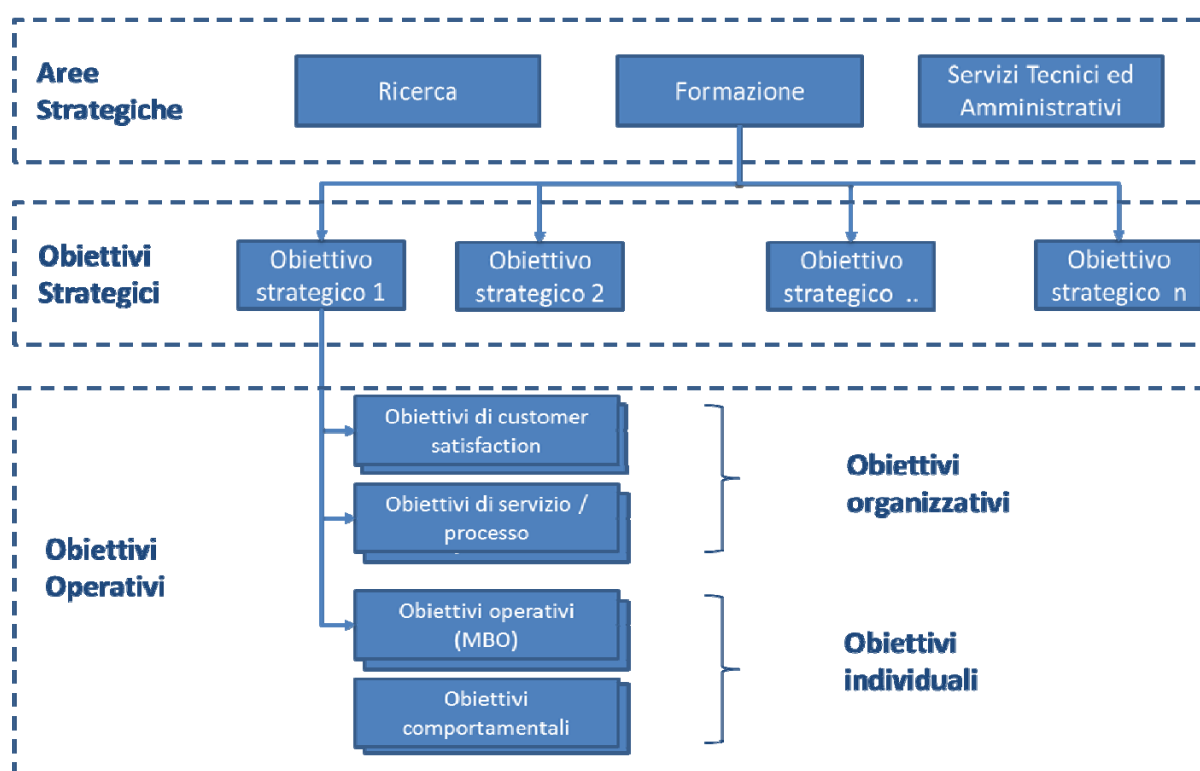 Aree
Strategiche
Ricerca
Formazione
Servizi Tecnici ed
Amministrativi
Obiettivi
Strategici
Obiettivo
strategico 1
Obiettivo
strategico 2
Obiettivo
strategico ..
Obiettivo
strategico n
Obiettivi
Operativi
Obiettivi di customer
satisfaction
Obiettivi di servizio /
processo
Obiettivi
organizzativi
Obiettivi operativi
(MBO)
Obiettivi
comportamentali
Obiettivi
individuali